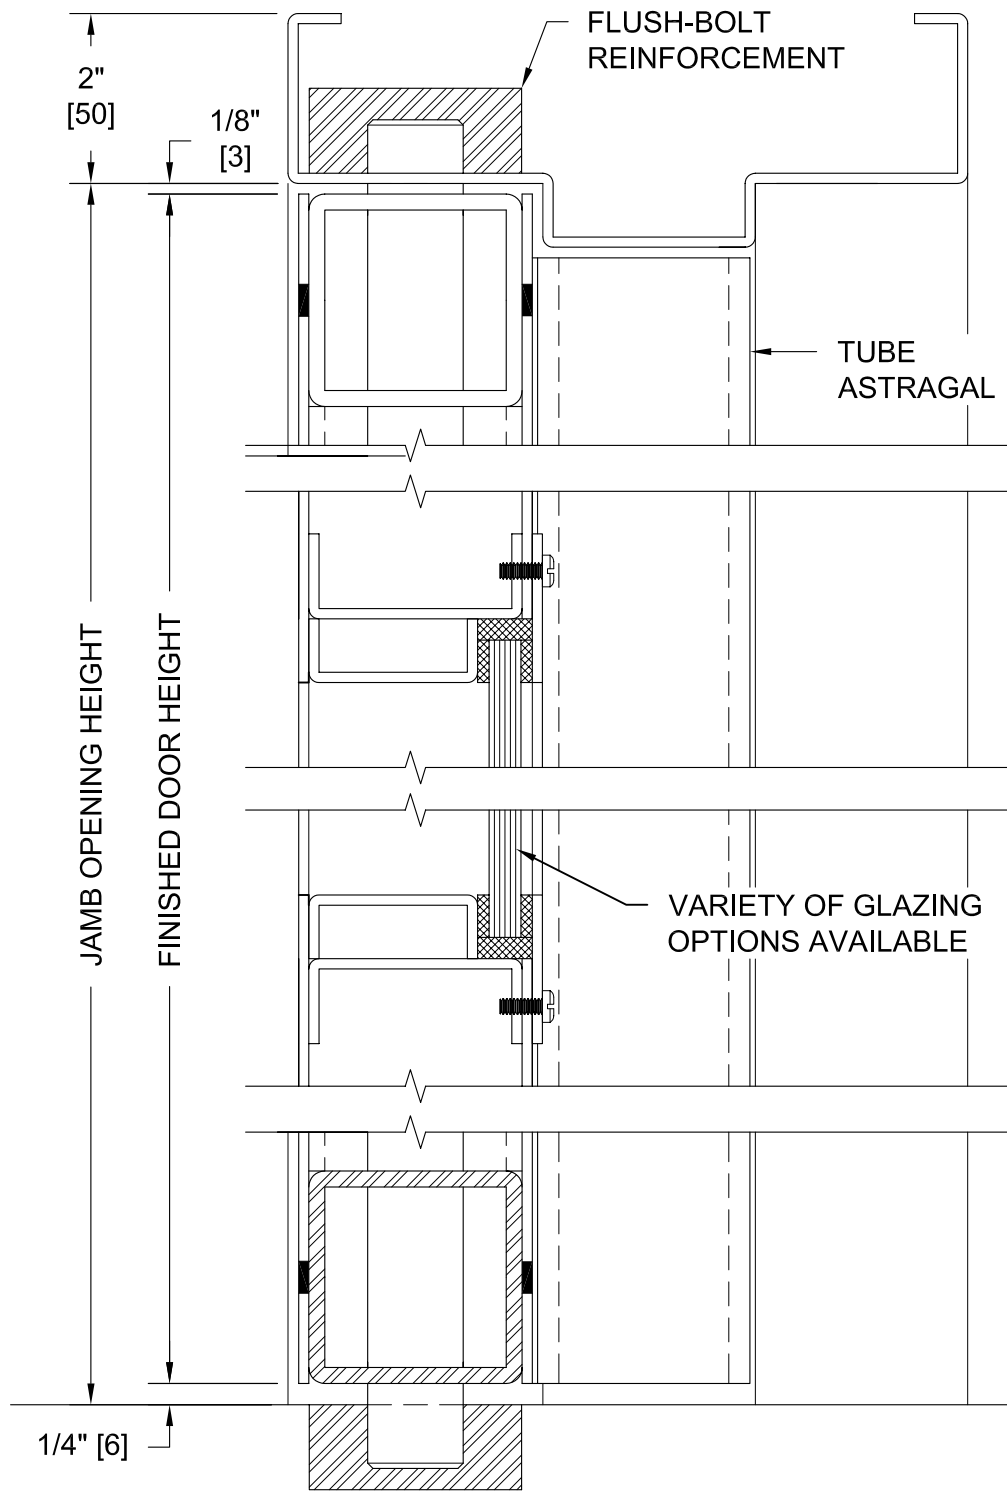 FLUSH-BOLT
REINFORCEMENT
2"
[50]
1/8"
[3]
TUBE
ASTRAGAL
JAMB OPENING HEIGHT
FINISHED DOOR HEIGHT
VARIETY OF GLAZING
OPTIONS AVAILABLE
1/4" [6]